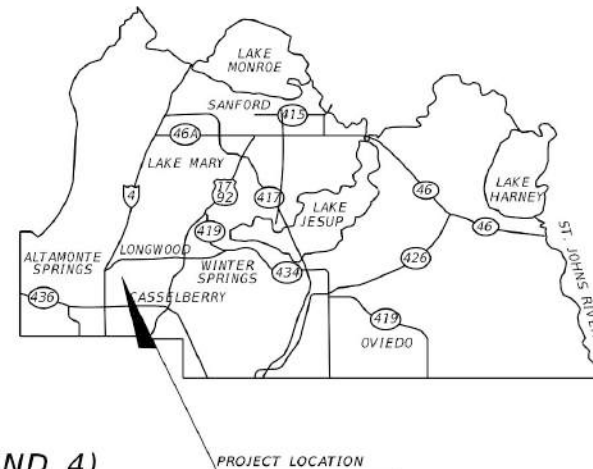 LAKE
MONROE
SANFORD
415
46A
LAKE MARY
17
92
4
417
46
LAKE
HARNEY
LAKE
JESUP
419
46
ST. JOHNS RIVER
ALTAMONTE
SPRINGS
LONGWOOD
WINTER
SPRINGS
434
426
436
CASSELBERRY
419
OVIEDO
ND 4)
PROJECT LOCATION